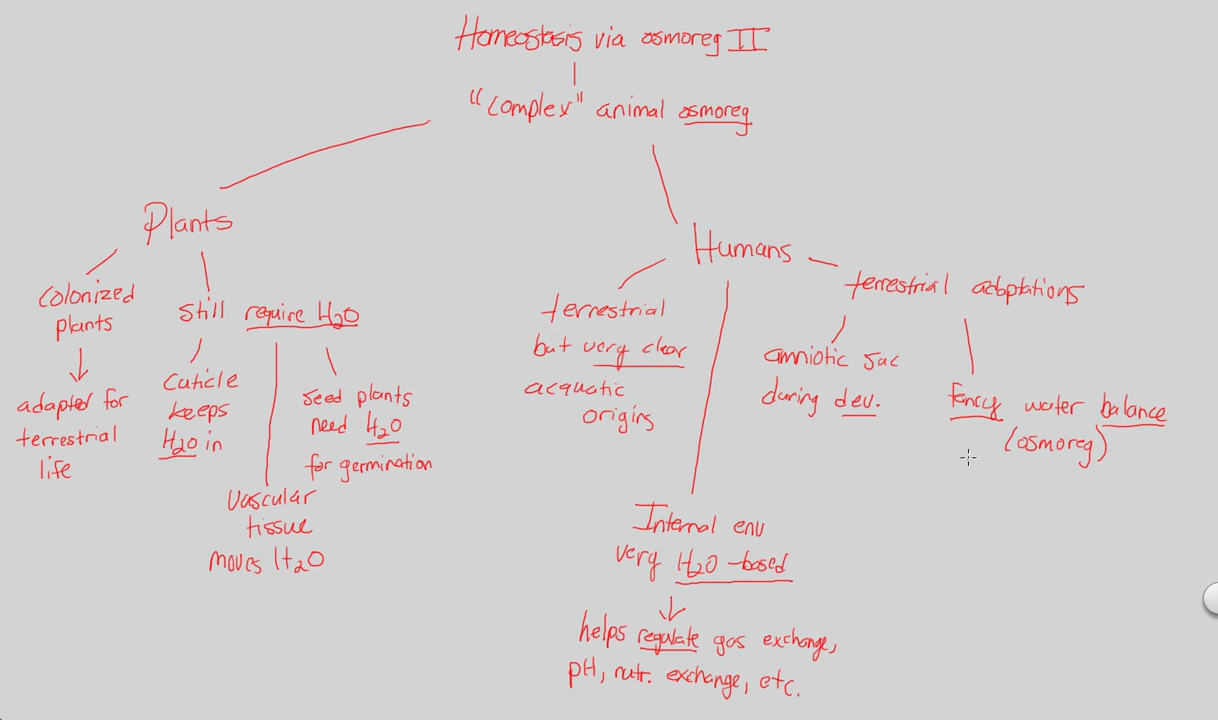 Homeostasis via osmoreg II
"complex" animal osmoreg
Plants
colonized
plants
adapted for
terrestrial
life
still require H2O
cuticle
keeps
H2O in
vascular
tissue
moves H2O
seed plants
need H2O
for germination
Humans
terrestrial
but very clear
acquatic
origins
Internal env
very H2O-based
helps regulate gas exchange,
pH, nutr. exchange, etc.
terrestrial adaptations
amniotic sac
during dev.
fancy water balance
(osmoreg)